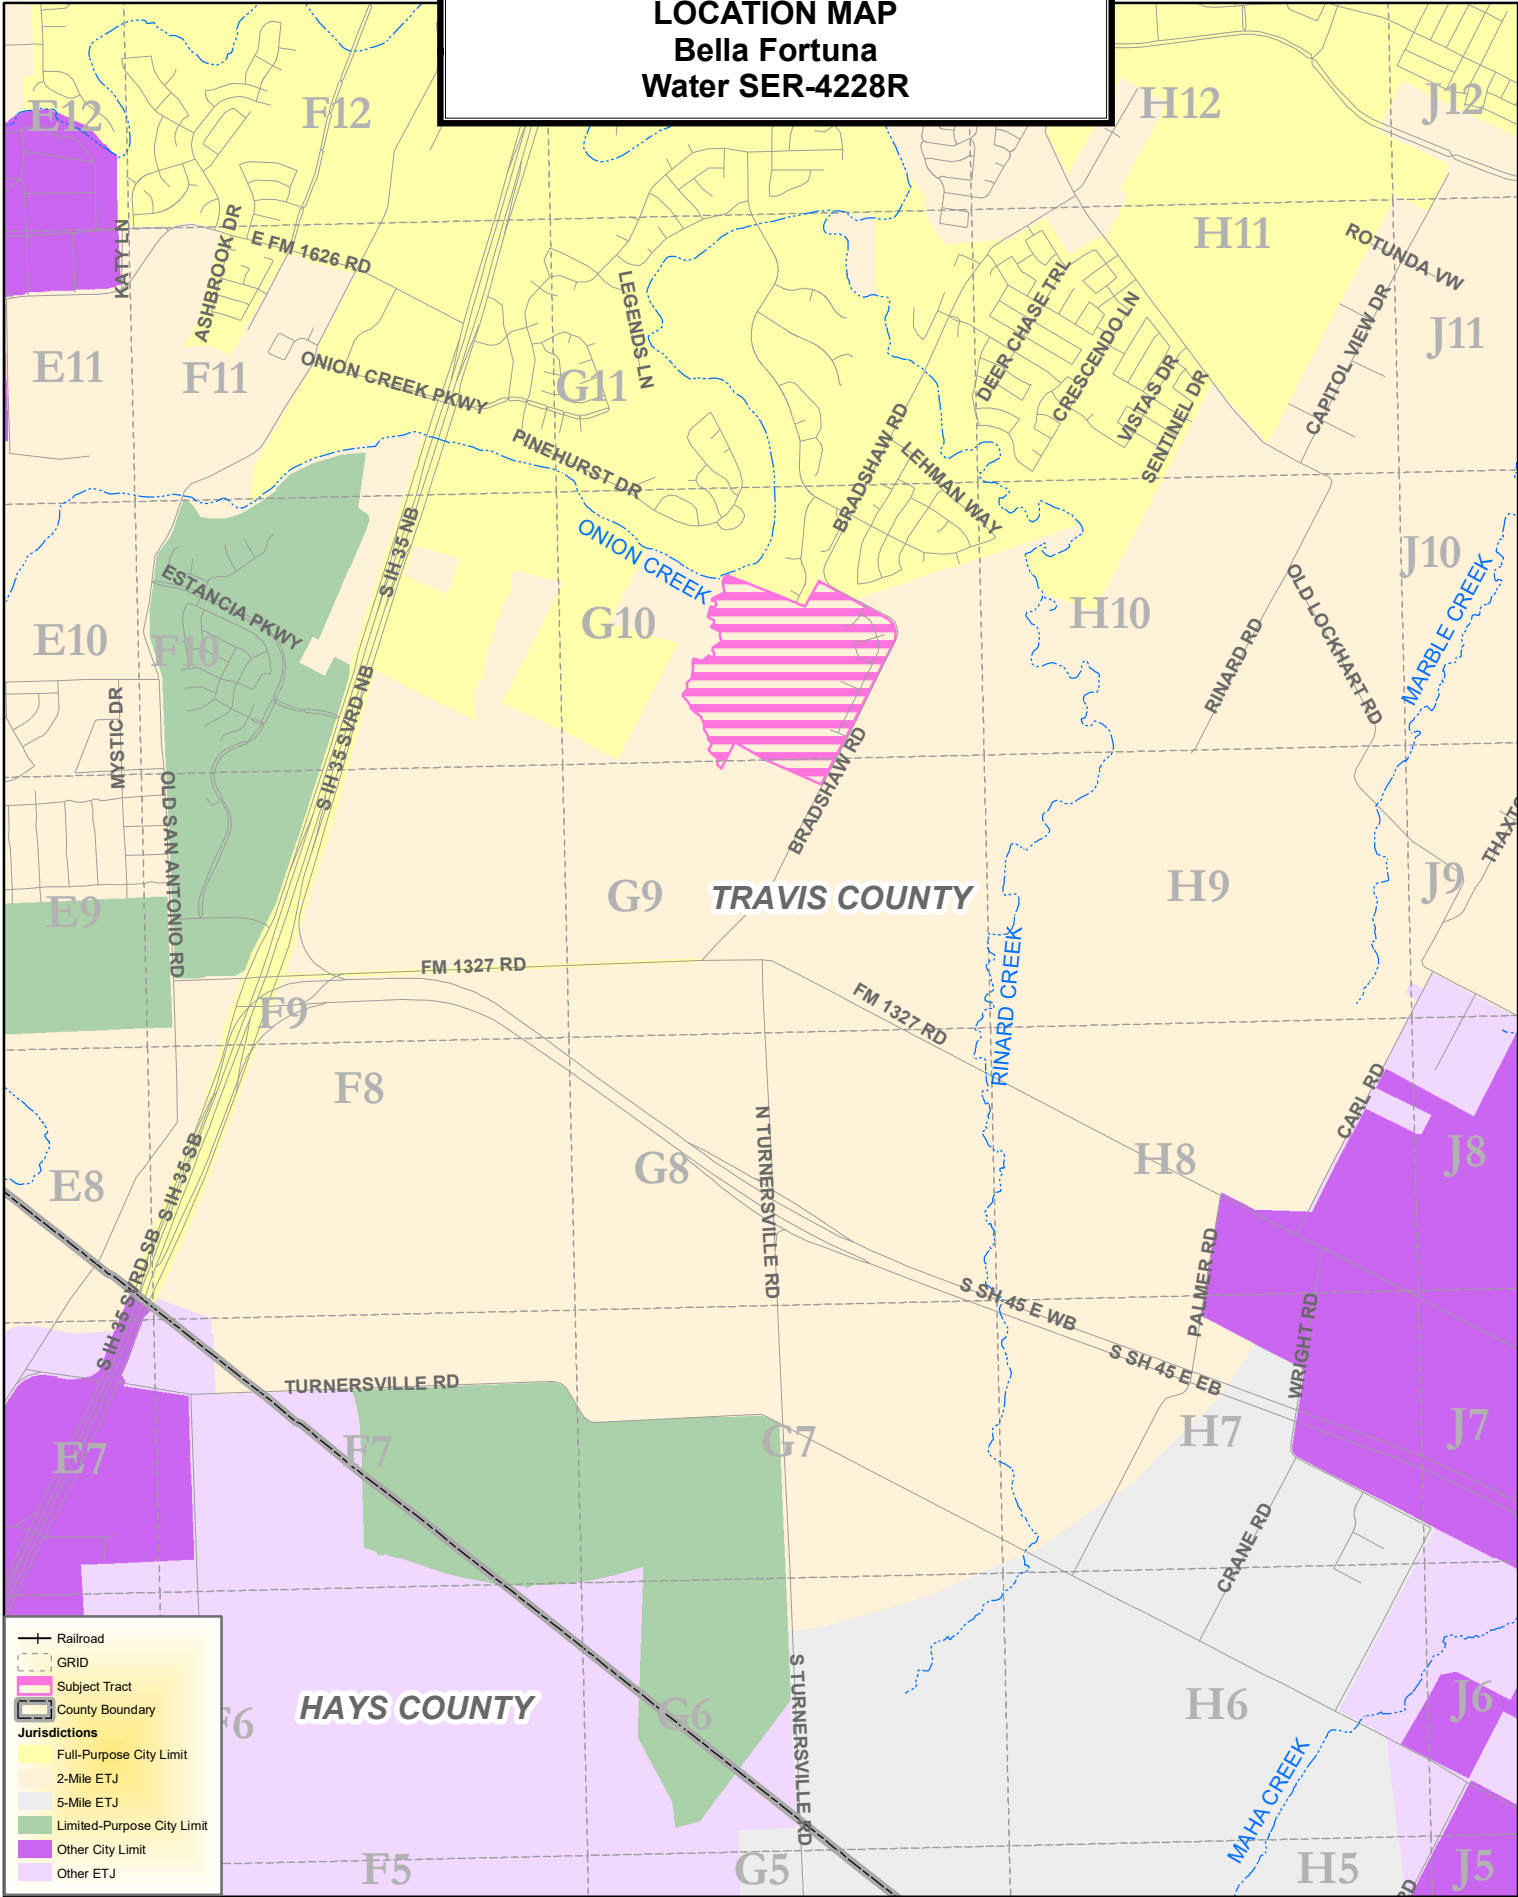 LOCATION MAP
Bella Fortuna
Water SER-4228R
E12
F12
H12
J12
KATY LN
ASHBROOK DR
E FM 1626 RD
LEGENDS LN
H11
ROTUNDA VW
DEER CHASE TRL
CRESCENDO LN
CAPITOL VIEW DR
J11
E11
F11
ONION CREEK PKWY
G11
VISTAS DR
SENTINEL DR
PINEHURST DR
BRADSHAW RD
LEHMAN WAY
S IH 35 NB
ONION CREEK
J10
MARBLE CREEK
ESTANCIA PKWY
E10
F10
G10
H10
RINARD RD
OLD LOCKHART RD
MYSTIC DR
S IH 35 SVRD NB
BRADSHAW RD
OLD SAN ANTONIO RD
E9
G9
TRAVIS COUNTY
H9
J9
FM 1327 RD
F9
FM 1327 RD
RINARD CREEK
F8
CARL RD
N TURNERSVILLE RD
G8
H8
J8
E8
S IH 35 SB
S IH 35 SVRD SB
PALMER RD
S SH 45 E WB
WRIGHT RD
S SH 45 E EB
TURNERSVILLE RD
E7
F7
G7
H7
J7
CRANE RD
S TURNERSVILLE RD
HAYS COUNTY
G6
H6
J6
MAHA CREEK
F5
G5
H5
J5
RD
Railroad
GRID
Subject Tract
County Boundary
Jurisdictions
Full-Purpose City Limit
2-Mile ETJ
5-Mile ETJ
Limited-Purpose City Limit
Other City Limit
Other ETJ